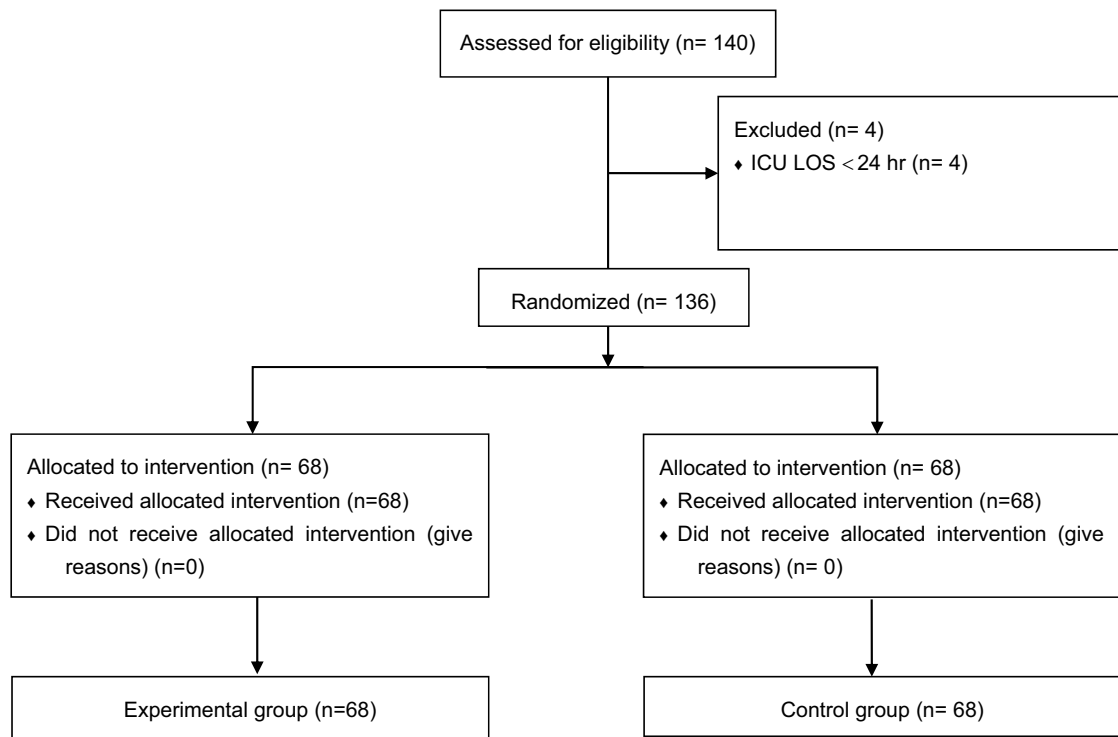 Assessed for eligibility (n= 140)
Excluded (n= 4)
♦ ICU LOS <24 hr (n= 4)
Randomized (n= 136)
Allocated to intervention (n= 68)
♦ Received allocated intervention (n=68)
♦ Did not receive allocated intervention (give
reasons) (n=0)
Allocated to intervention (n= 68)
♦ Received allocated intervention (n=68)
♦ Did not receive allocated intervention (give
reasons) (n= 0)
Experimental group (n=68)
Control group (n= 68)